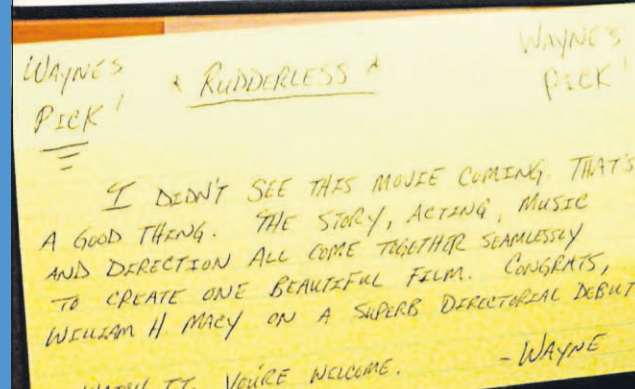 WAYNE'S PICK!
* RUDDERLESS *
WAYNE'S PICK!
I DIDN'T SEE THIS MOVIE COMING. THAT'S
A GOOD THING. THE STORY, ACTING, MUSIC
AND DIRECTION ALL COME TOGETHER SEAMLESSLY
TO CREATE ONE BEAUTIFUL FILM. CONGRATS,
WILLIAM H. MACY ON A SUPERB DIRECTORIAL DEBUT
WATCH IT. YOU'RE WELCOME. -WAYNE